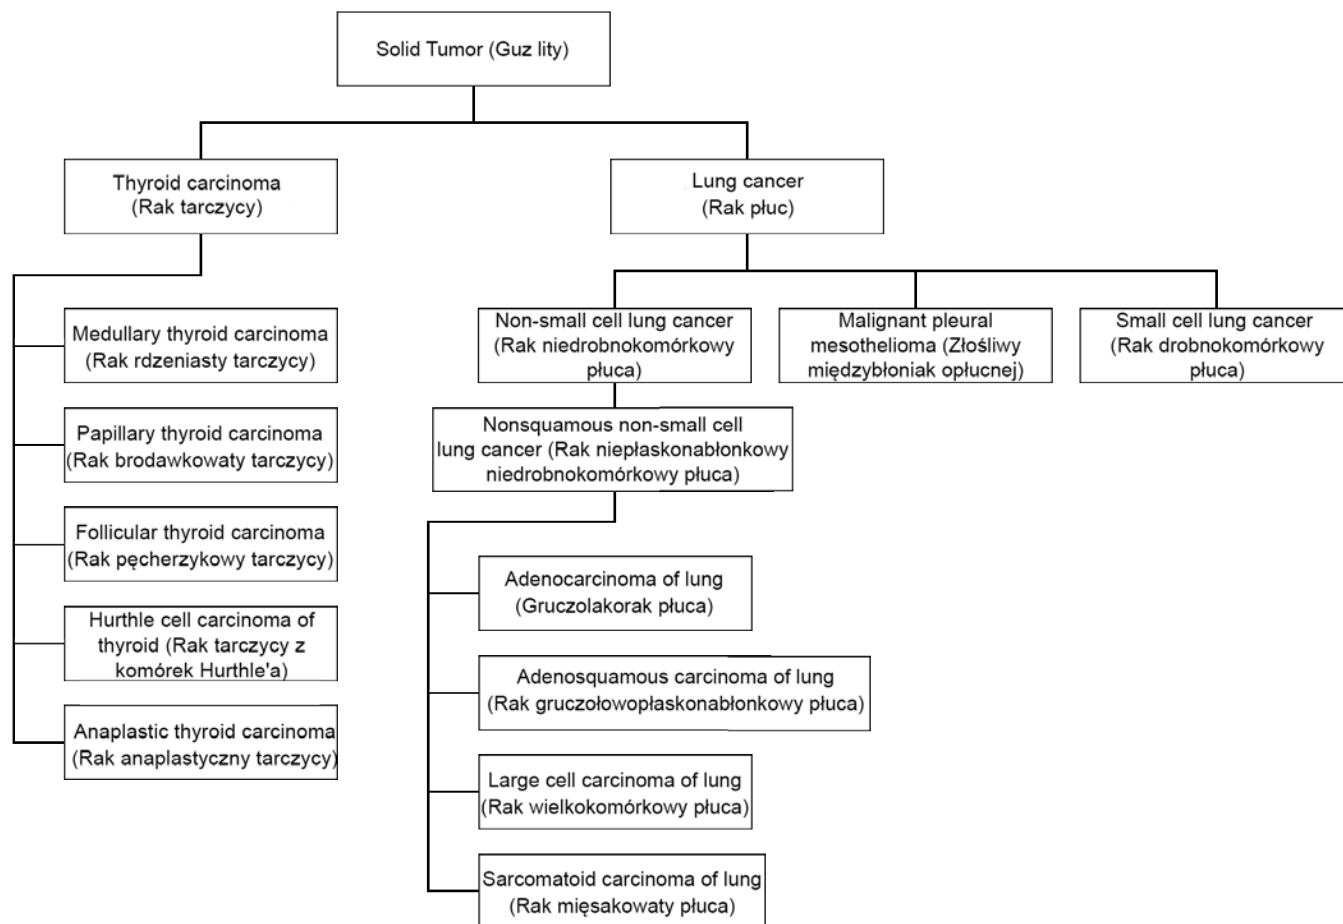 Solid Tumor (Guz lity)
Thyroid carcinoma
(Rak tarczycy)
Lung cancer
(Rak płuc)
Medullary thyroid carcinoma
(Rak rdzeniasty tarczycy)
Papillary thyroid carcinoma
(Rak brodawkowaty tarczycy)
Follicular thyroid carcinoma
(Rak pęcherzykowy tarczycy)
Hurthle cell carcinoma of
thyroid (Rak tarczycy z
komórek Hurthle'a)
Anaplastic thyroid carcinoma
(Rak anaplastyczny tarczycy)
Non-small cell lung cancer
(Rak niedrobnokomórkowy
płuca)
Malignant pleural
mesothelioma (Złośliwy
międzybłoniak opłucnej)
Small cell lung cancer
(Rak drobnokomórkowy
płuca)
Nonsquamous non-small cell
lung cancer (Rak niepłaskonabłonkowy
niedrobnokomórkowy płuca)
Adenocarcinoma of lung
(Gruczolakorak płuca)
Adenosquamous carcinoma of lung
(Rak gruczołowopłaskonabłonkowy płuca)
Large cell carcinoma of lung
(Rak wielkokomórkowy płuca)
Sarcomatoid carcinoma of lung
(Rak mięsakowaty płuca)